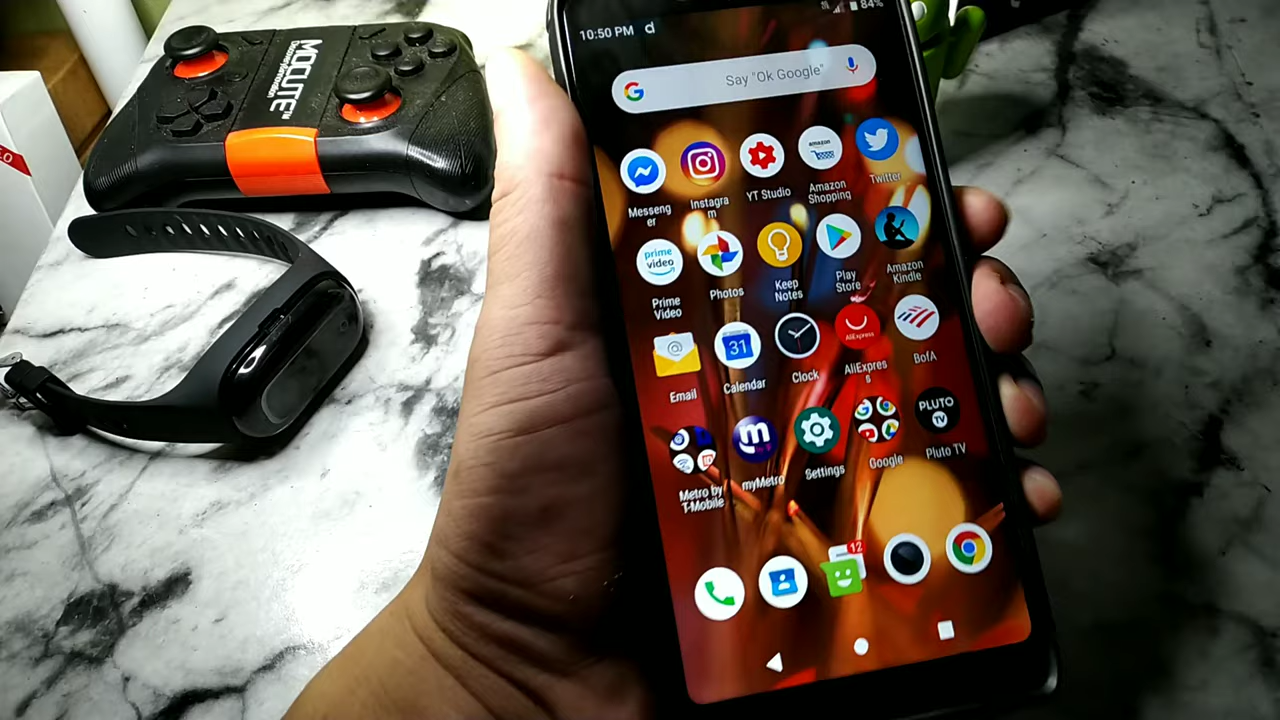 MOCUTE™
10:50 PM
84%
G
Say "Ok Google"
Messeng
er
Instagra
m
YT Studio
amazon
Amazon
Shopping
Twitter
prime
video
Prime
Video
Photos
Keep
Notes
Play
Store
Amazon
Kindle
@
Email
31
Calendar
Clock
AliExpress
AliExpres
s
BofA
Metro by
T-Mobile
m
myMetro
Settings
Google
PLUTO
TV
Pluto TV
12